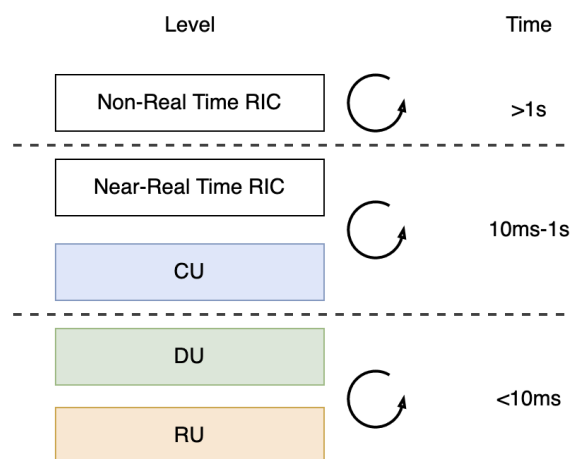 Level
Time
Non-Real Time RIC
>1s
Near-Real Time RIC
10ms-1s
CU
DU
<10ms
RU